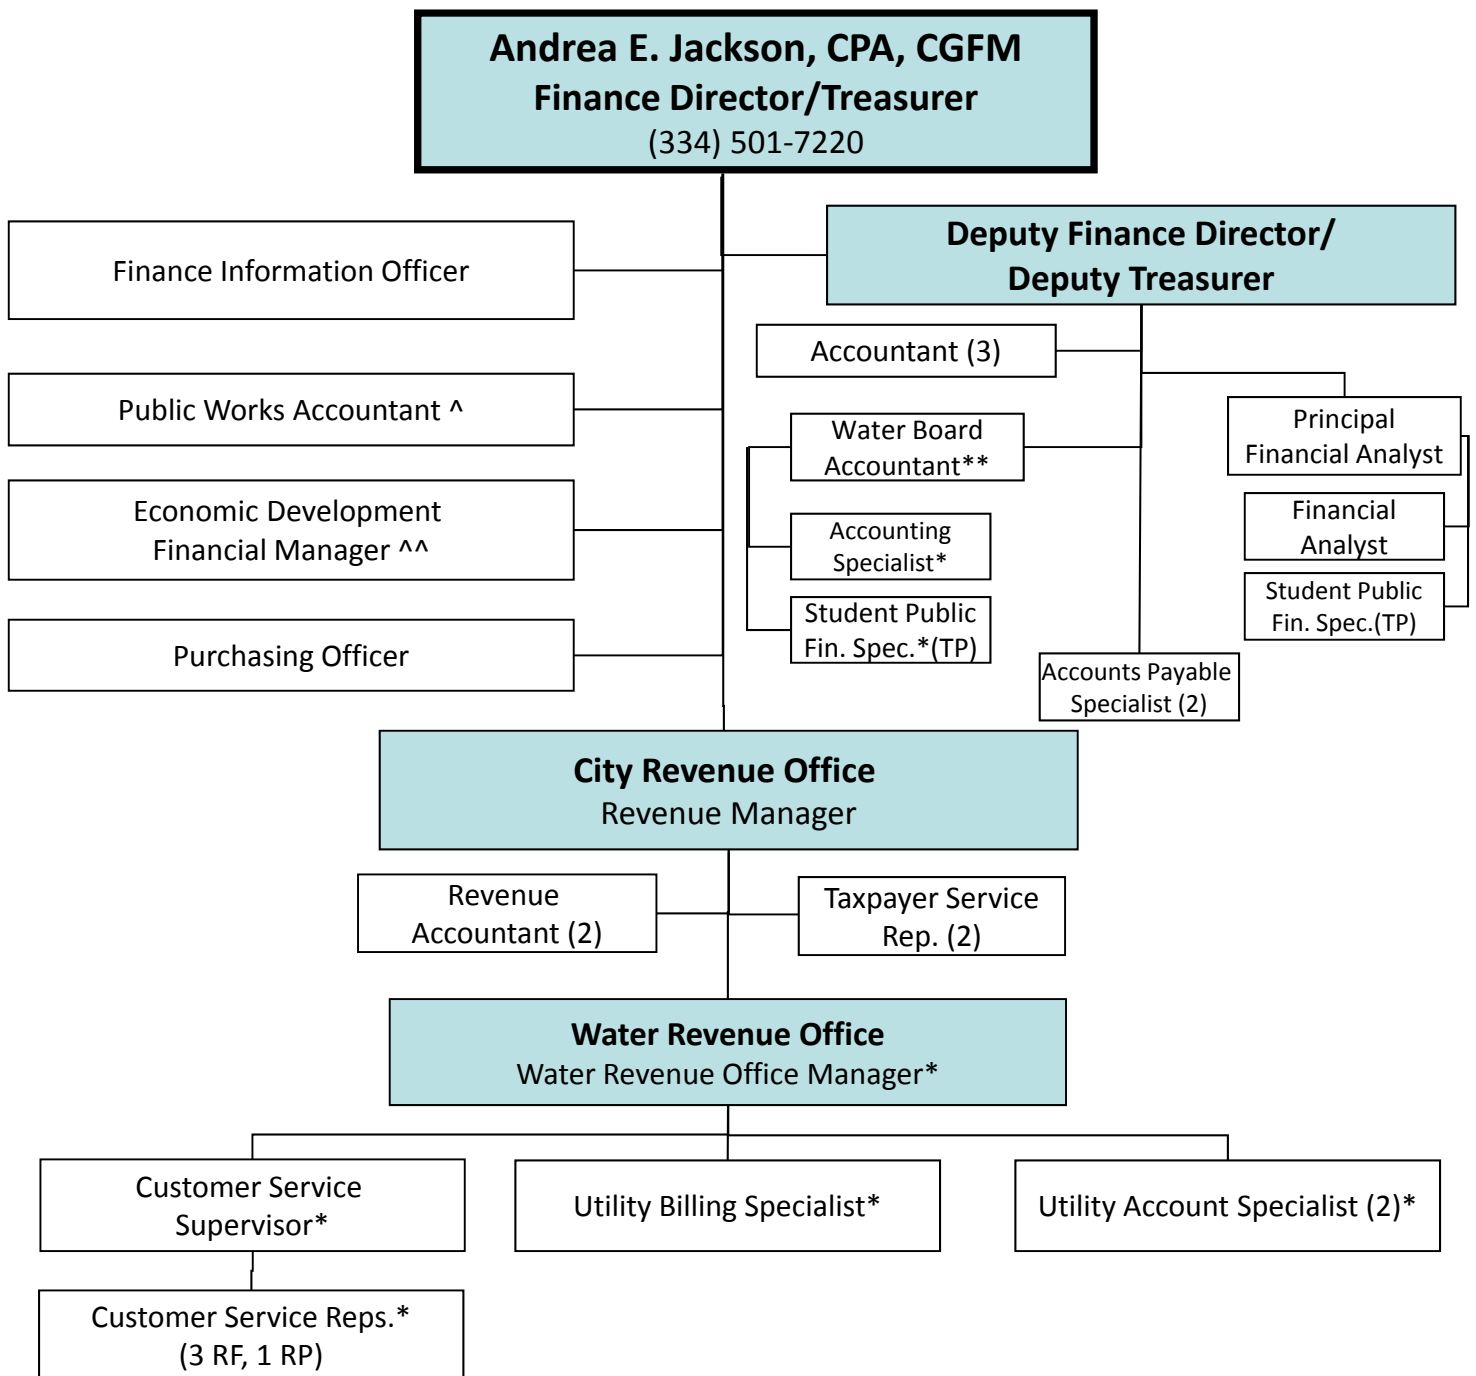 Andrea E. Jackson, CPA, CGFM
Finance Director/Treasurer
(334) 501-7220
Finance Information Officer
Public Works Accountant ^
Economic Development
Financial Manager ^^
Purchasing Officer
Deputy Finance Director/
Deputy Treasurer
Accountant (3)
Water Board
Accountant**
Accounting
Specialist*
Student Public
Fin. Spec.*(TP)
Accounts Payable
Specialist (2)
Principal
Financial Analyst
Financial
Analyst
Student Public
Fin. Spec.(TP)
City Revenue Office
Revenue Manager
Revenue
Accountant (2)
Taxpayer Service
Rep. (2)
Water Revenue Office
Water Revenue Office Manager*
Customer Service
Supervisor*
Utility Billing Specialist*
Utility Account Specialist (2)*
Customer Service Reps.*
(3 RF, 1 RP)